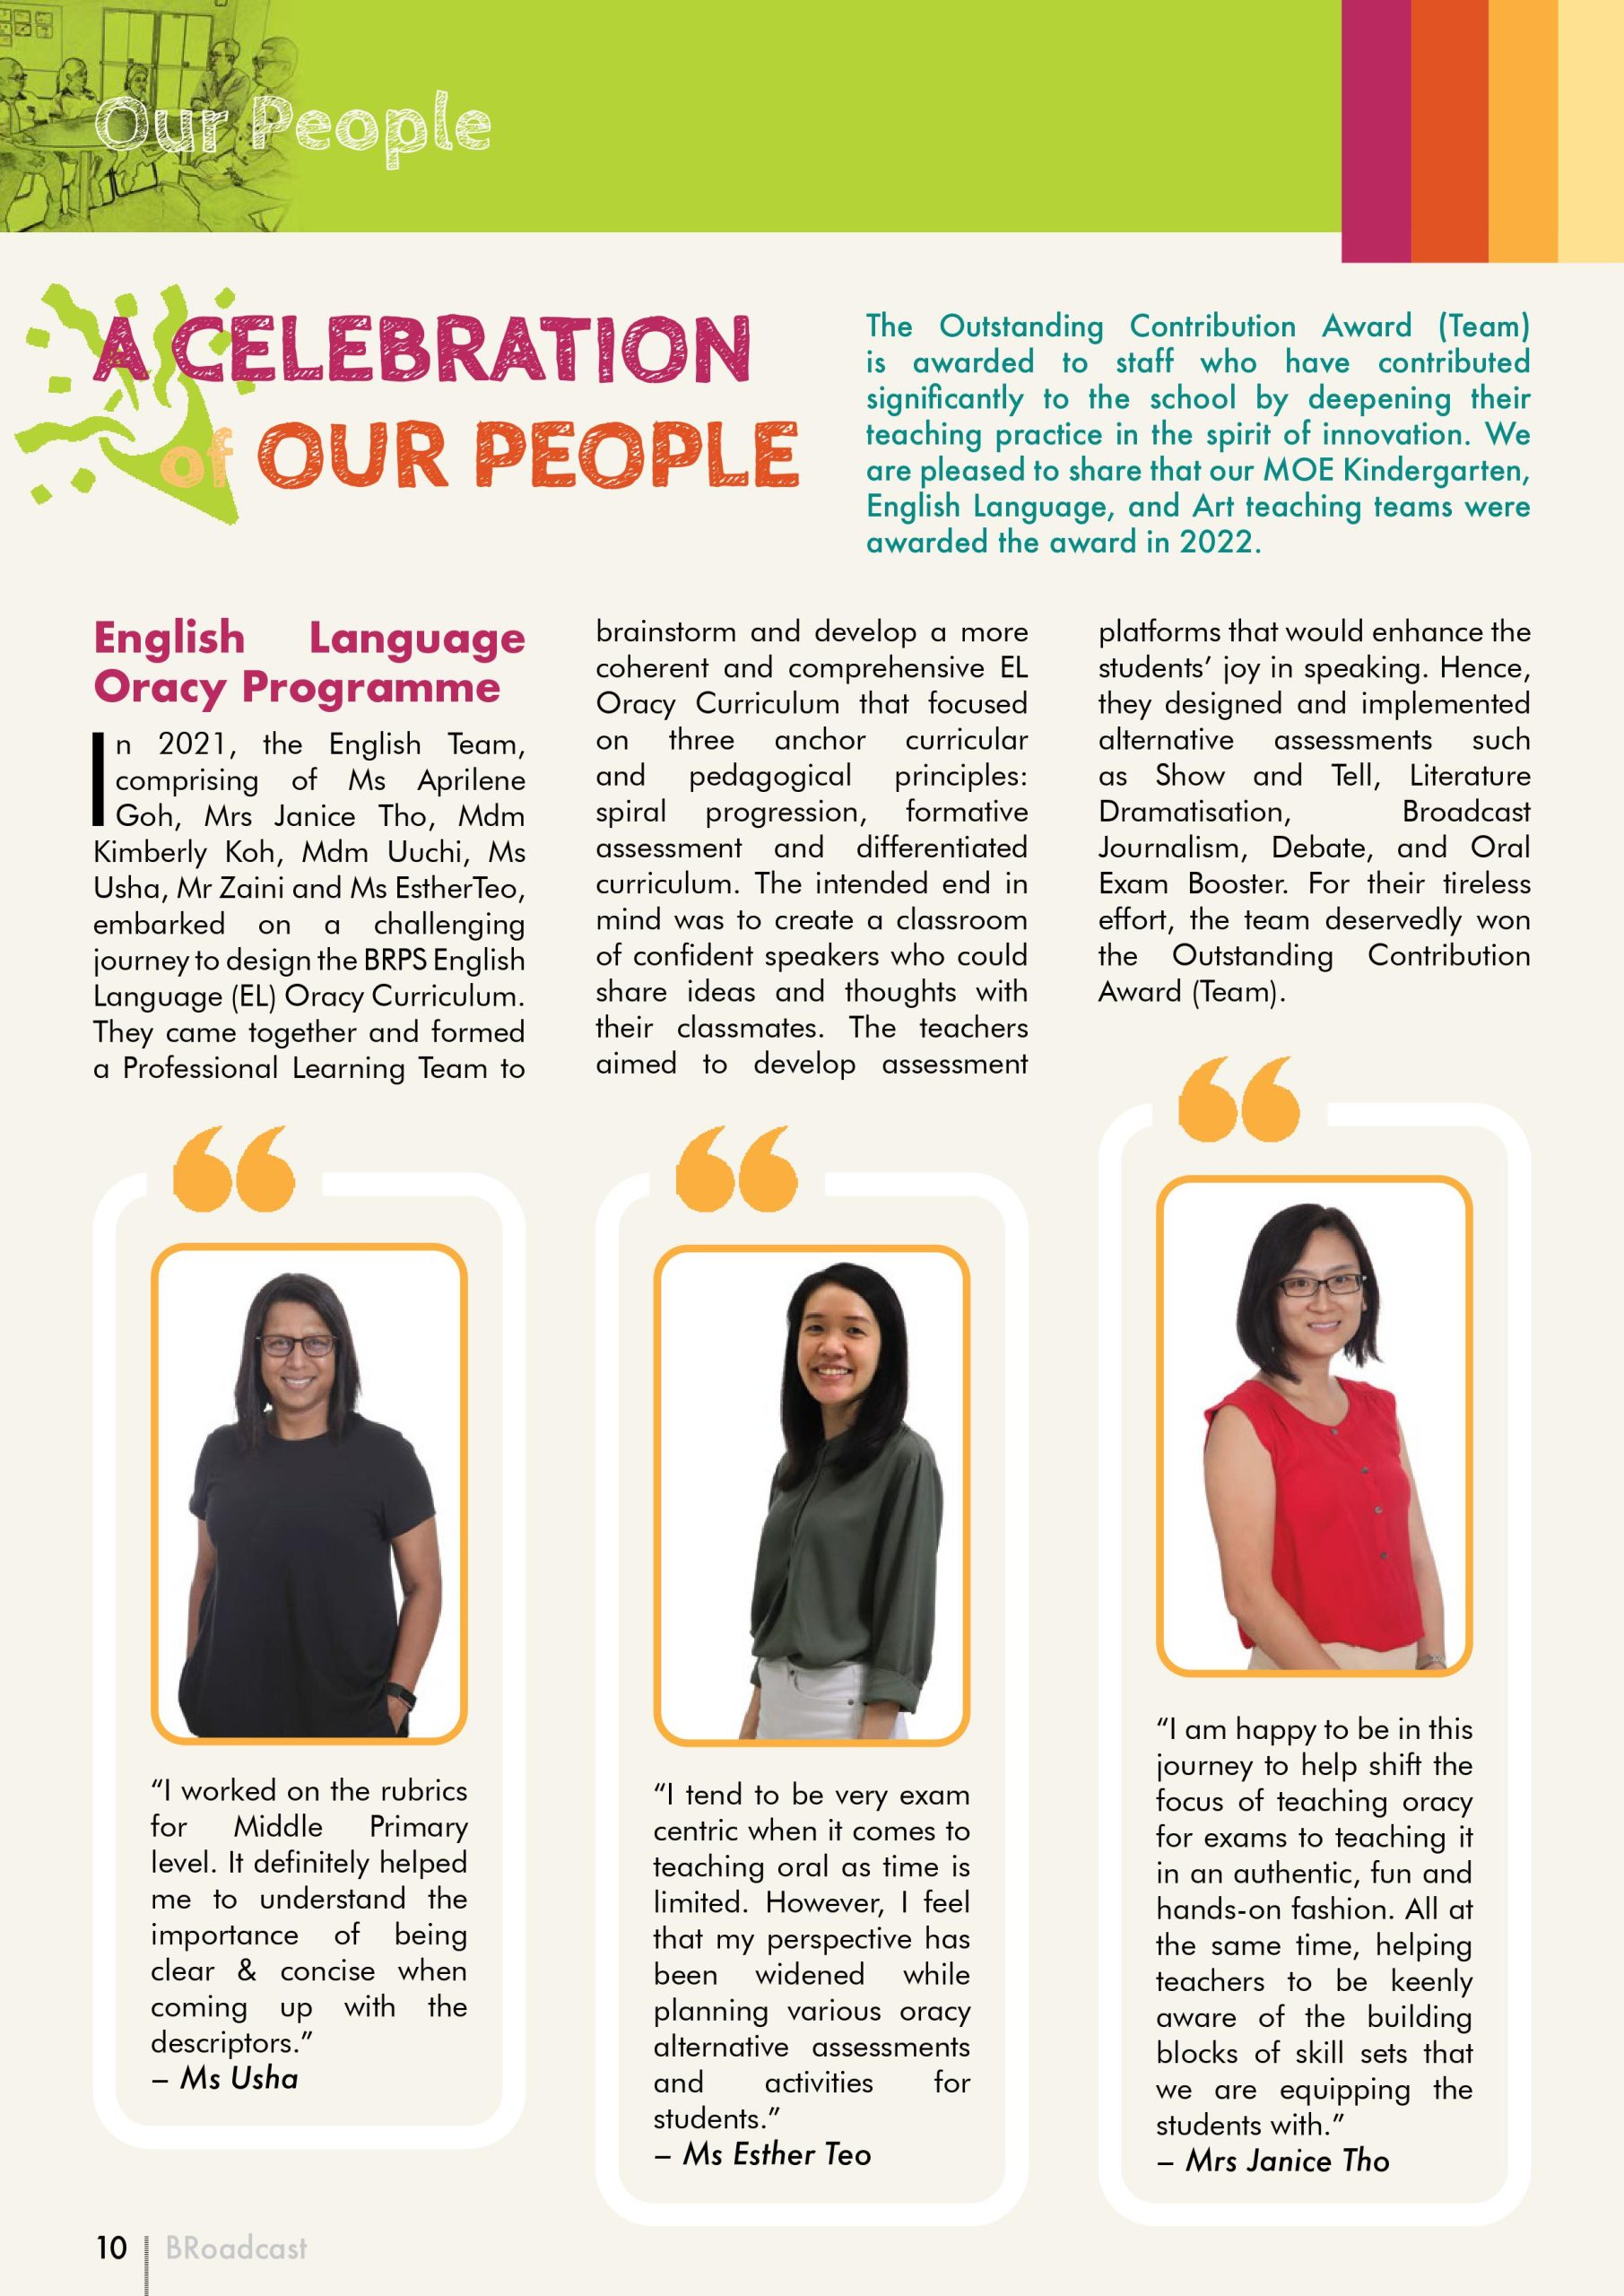 Our People
A CELEBRATION
of OUR PEOPLE
The Outstanding Contribution Award (Team)
is awarded to staff who have contributed
significantly to the school by deepening their
teaching practice in the spirit of innovation. We
are pleased to share that our MOE Kindergarten,
English Language, and Art teaching teams were
awarded the award in 2022.
English Language
Oracy Programme
In 2021, the English Team,
comprising of Ms Aprilene
Goh, Mrs Janice Tho, Mdm
Kimberly Koh, Mdm Uuchi, Ms
Usha, Mr Zaini and Ms EstherTeo,
embarked on a challenging
journey to design the BRPS English
Language (EL) Oracy Curriculum.
They came together and formed
a Professional Learning Team to
brainstorm and develop a more
coherent and comprehensive EL
Oracy Curriculum that focused
on three anchor curricular
and pedagogical principles:
spiral progression, formative
assessment and differentiated
curriculum. The intended end in
mind was to create a classroom
of confident speakers who could
share ideas and thoughts with
their classmates. The teachers
aimed to develop assessment
platforms that would enhance the
students’ joy in speaking. Hence,
they designed and implemented
alternative assessments such
as Show and Tell, Literature
Dramatisation, Broadcast
Journalism, Debate, and Oral
Exam Booster. For their tireless
effort, the team deservedly won
the Outstanding Contribution
Award (Team).
“I worked on the rubrics
for Middle Primary
level. It definitely helped
me to understand the
importance of being
clear & concise when
coming up with the
descriptors.”
– Ms Usha
“I tend to be very exam
centric when it comes to
teaching oral as time is
limited. However, I feel
that my perspective has
been widened while
planning various oracy
alternative assessments
and activities for
students.”
– Ms Esther Teo
“I am happy to be in this
journey to help shift the
focus of teaching oracy
for exams to teaching it
in an authentic, fun and
hands-on fashion. All at
the same time, helping
teachers to be keenly
aware of the building
blocks of skill sets that
we are equipping the
students with.”
– Mrs Janice Tho
10 BRoadcast